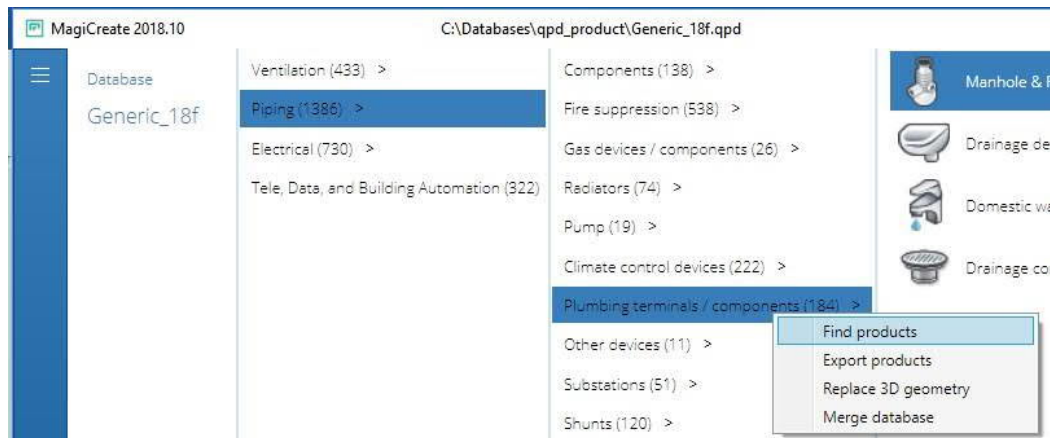 MagiCreate 2018.10
C:\Databases\qpd_product\Generic_18f.qpd
Database
Generic_18f
Ventilation (433) >
Piping (1386) >
Electrical (730) >
Tele, Data, and Building Automation (322)
Components (138) >
Fire suppression (538) >
Gas devices / components (26) >
Radiators (74) >
Pump (19) >
Climate control devices (222) >
Plumbing terminals / components (184) >
Other devices (11) >
Substations (51) >
Shunts (120) >
Manhole &
Drainage de
Domestic wa
Drainage co
Find products
Export products
Replace 3D geometry
Merge database